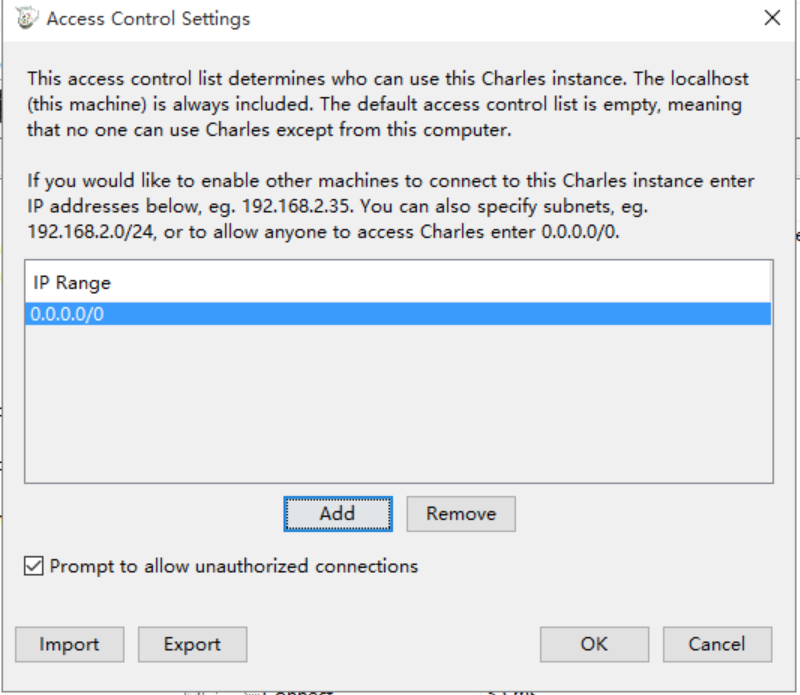 Access Control Settings
This access control list determines who can use this Charles instance. The localhost
(this machine) is always included. The default access control list is empty, meaning
that no one can use Charles except from this computer.
If you would like to enable other machines to connect to this Charles instance enter
IP addresses below, eg. 192.168.2.35. You can also specify subnets, eg.
192.168.2.0/24, or to allow anyone to access Charles enter 0.0.0.0/0.
IP Range
0.0.0.0/0
Add Remove
Prompt to allow unauthorized connections
Import Export OK Cancel